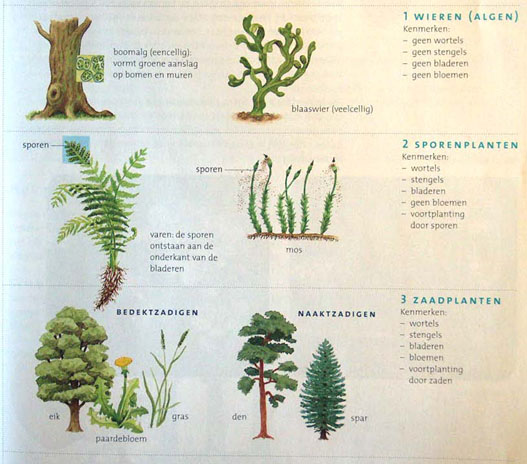 1 WIEREN (ALGEN)
Kenmerken:
– geen wortels
– geen stengels
– geen bladeren
– geen bloemen
boomalg (eencellig):
vormt groene aanslag
op bomen en muren
blaaswier (veelcellig)
2 SPORENPLANTEN
Kenmerken:
– wortels
– stengels
– bladeren
– geen bloemen
– voortplanting
door sporen
sporen
sporen
varen: de sporen
ontstaan aan de
onderkant van de
bladeren
mos
3 ZAADPLANTEN
Kenmerken:
– wortels
– stengels
– bladeren
– bloemen
– voortplanting
door zaden
BEDEKTZADIGEN
NAAKTZADIGEN
eik
paardebloem
gras
den
spar